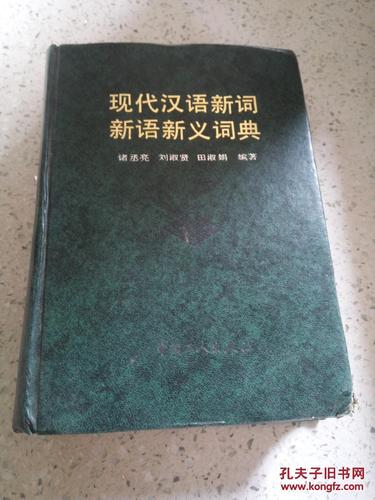 现代汉语新词
新语新义词典
诸丞亮 刘淑贤 田淑娟 编著
孔夫子旧书网
www.kongfz.com